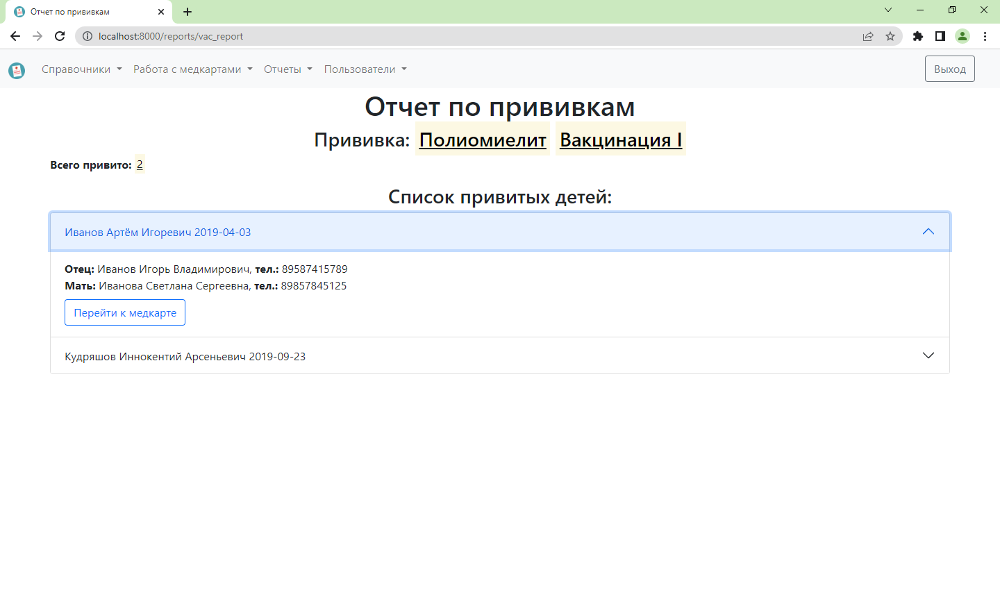 Отчет по прививкам
localhost:8000/reports/vac_report
Справочники Работа с медкартами Отчеты Пользователи Выход
Отчет по прививкам
Прививка: Полиомиелит Вакцинация I
Всего привито: 2
Список привитых детей:
Иванов Артём Игоревич 2019-04-03
Отец: Иванов Игорь Владимирович, тел.: 89587415789
Мать: Иванова Светлана Сергеевна, тел.: 89857845125
Перейти к медкарте
Кудряшов Иннокентий Арсеньевич 2019-09-23